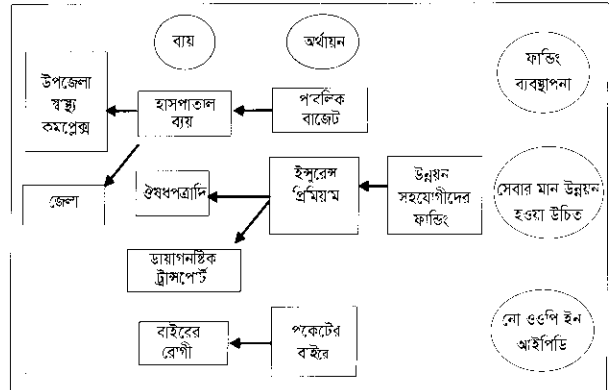 ব্যয়
অর্থায়ন
ফান্ডিং
ব্যবস্থাপনা
উপজেলা
স্বাস্থ্য
কমপ্লেক্স
হাসপাতাল
ব্যয়
পাবলিক
বাজেট
জেলা
ঔষধপত্রাদি
ইন্সুরেন্স
প্রিমিয়াম
উন্নয়ন
সহযোগীদের
ফান্ডিং
সেবার মান উন্নয়ন
হওয়া উচিত
ডায়াগনষ্টিক
ট্রান্সপোর্ট
বাইবের
রোগী
পকেটের
বাইরে
নো ওওপি ইন
আইপিডি